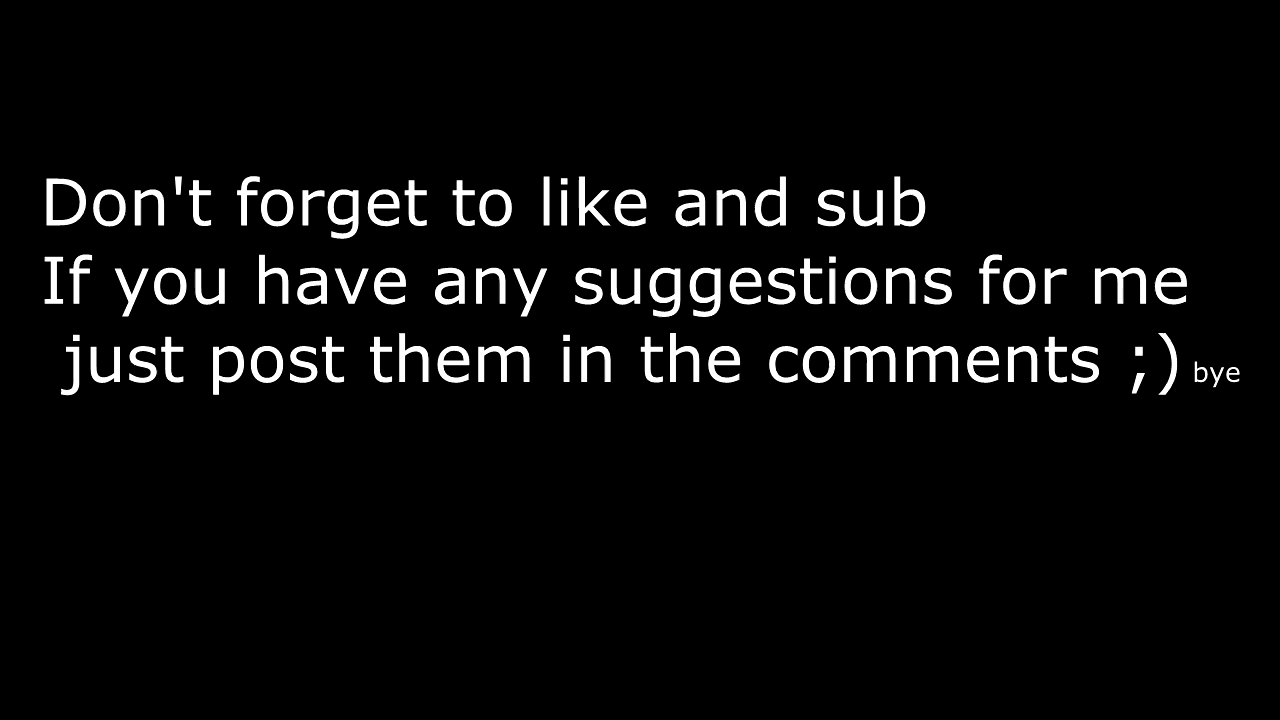 Don't forget to like and sub
If you have any suggestions for me
just post them in the comments ;) bye